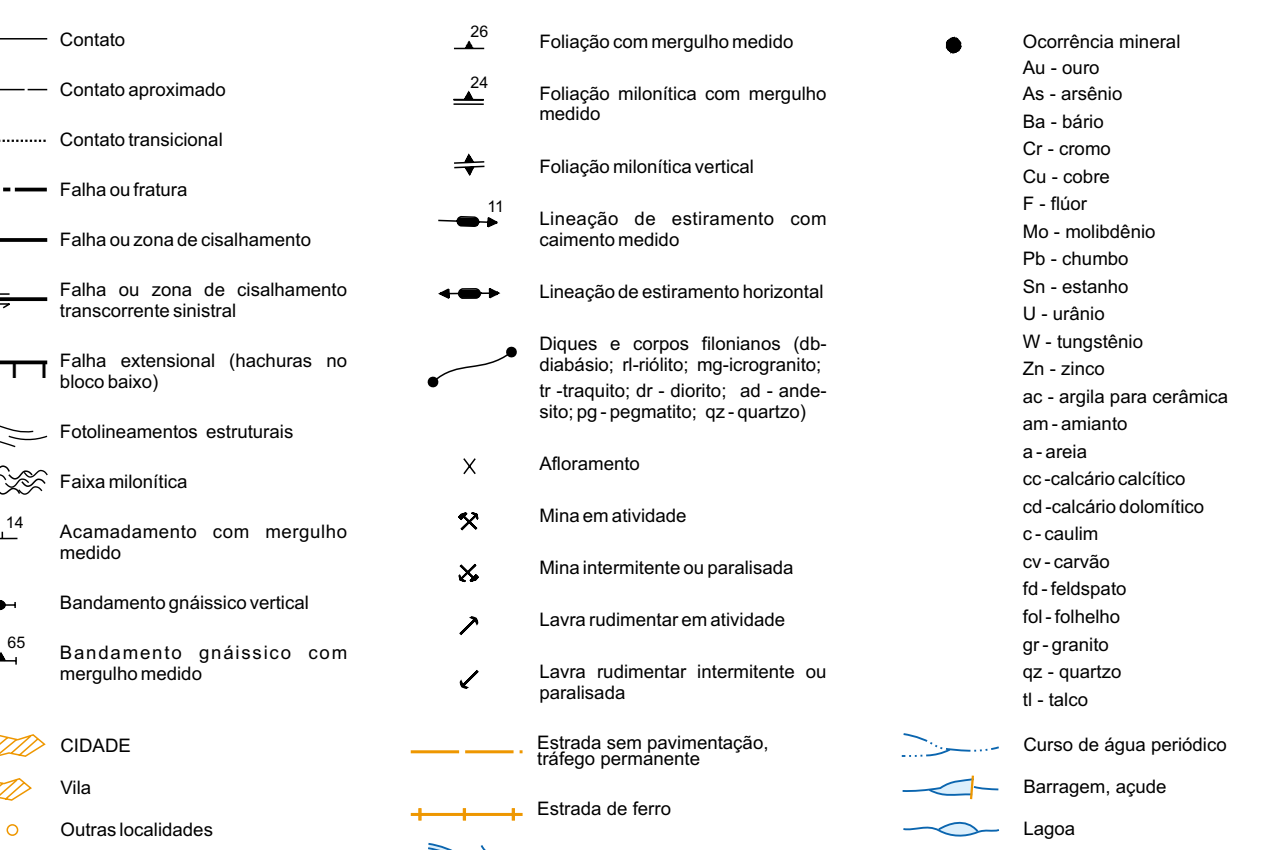 Contato
Contato aproximado
Contato transicional
Falha ou fratura
Falha ou zona de cisalhamento
Falha ou zona de cisalhamento
transcorrente sinistral
Falha extensional (hachuras no
bloco baixo)
Fotolineamentos estruturais
Faixa milonítica
14
Acamadamento com mergulho
medido
Bandamento gnáissico vertical
65
Bandamento gnáissico com
mergulho medido
CIDADE
Vila
Outras localidades
26
Foliação com mergulho medido
24
Foliação milonítica com mergulho
medido
Foliação milonítica vertical
11
Lineação de estiramento com
caimento medido
Lineação de estiramento horizontal
Diques e corpos filonianos (db-
diabásio; rl-riólito; mg-icrogranito;
tr -traquito; dr - diorito; ad - ande-
sito; pg - pegmatito; qz - quartzo)
Afloramento
Mina em atividade
Mina intermitente ou paralisada
Lavra rudimentar em atividade
Lavra rudimentar intermitente ou
paralisada
Estrada sem pavimentação,
tráfego permanente
Estrada de ferro
Ocorrência mineral
Au - ouro
As - arsênio
Ba - bário
Cr - cromo
Cu - cobre
F - flúor
Mo - molibdênio
Pb - chumbo
Sn - estanho
U - urânio
W - tungstênio
Zn - zinco
ac - argila para cerâmica
am - amianto
a - areia
cc -calcário calcítico
cd -calcário dolomítico
c - caulim
cv - carvão
fd - feldspato
fol - folhelho
gr - granito
qz - quartzo
tl - talco
Curso de água periódico
Barragem, açude
Lagoa